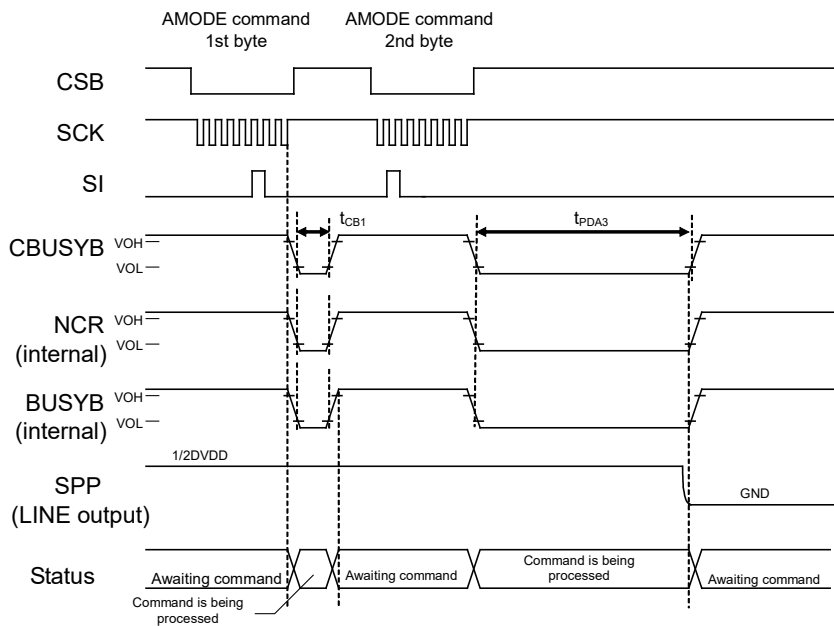 AMODE command
1st byte
AMODE command
2nd byte
CSB
SCK
SI
tCB1
tPDA3
CBUSYB
VOH
VOL
NCR
(internal)
VOH
VOL
BUSYB
(internal)
VOH
VOL
1/2DVDD
SPP
(LINE output)
GND
Status
Awaiting command
Command is being
processed
Awaiting command
Command is being
processed
Awaiting command